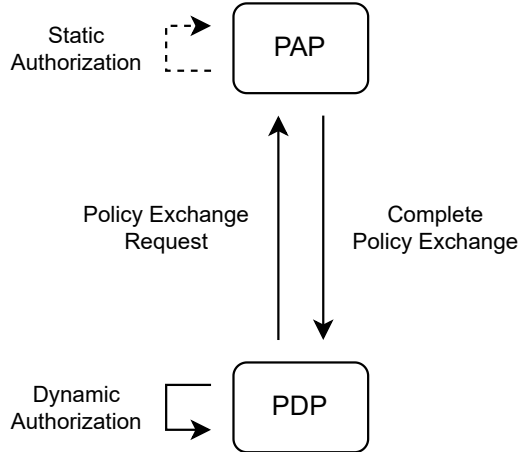 Static
Authorization
PAP
Policy Exchange
Request
Complete
Policy Exchange
Dynamic
Authorization
PDP